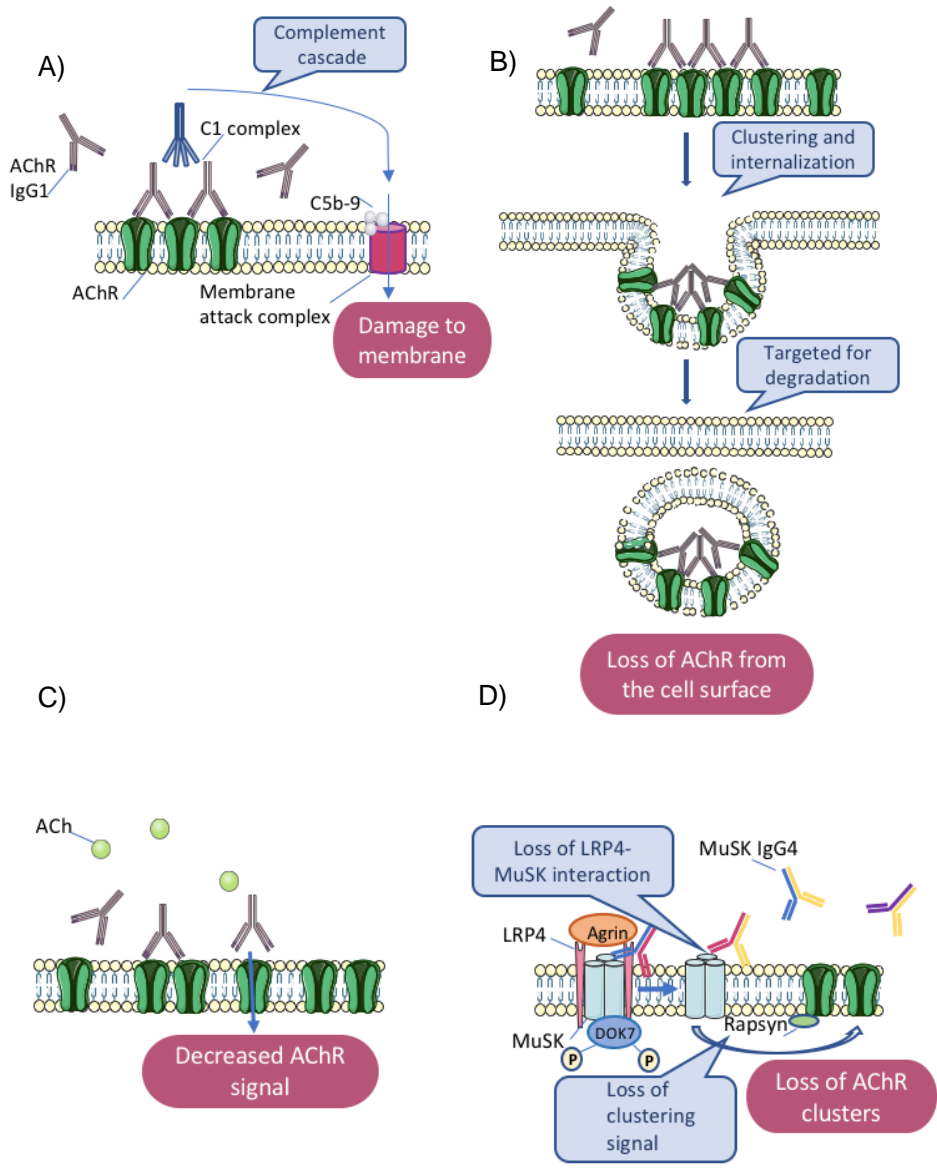 A)
Complement
cascade
C1 complex
AChR
IgG1
C5b-9
AChR
Membrane
attack complex
Damage to
membrane
B)
Clustering and
internalization
Targeted for
degradation
Loss of AChR from
the cell surface
C)
ACh
Decreased AChR
signal
D)
Loss of LRP4-
MuSK interaction
MuSK IgG4
LRP4
Agrin
MuSK
DOK7
Rapsyn
P
P
Loss of
clustering
signal
Loss of AChR
clusters